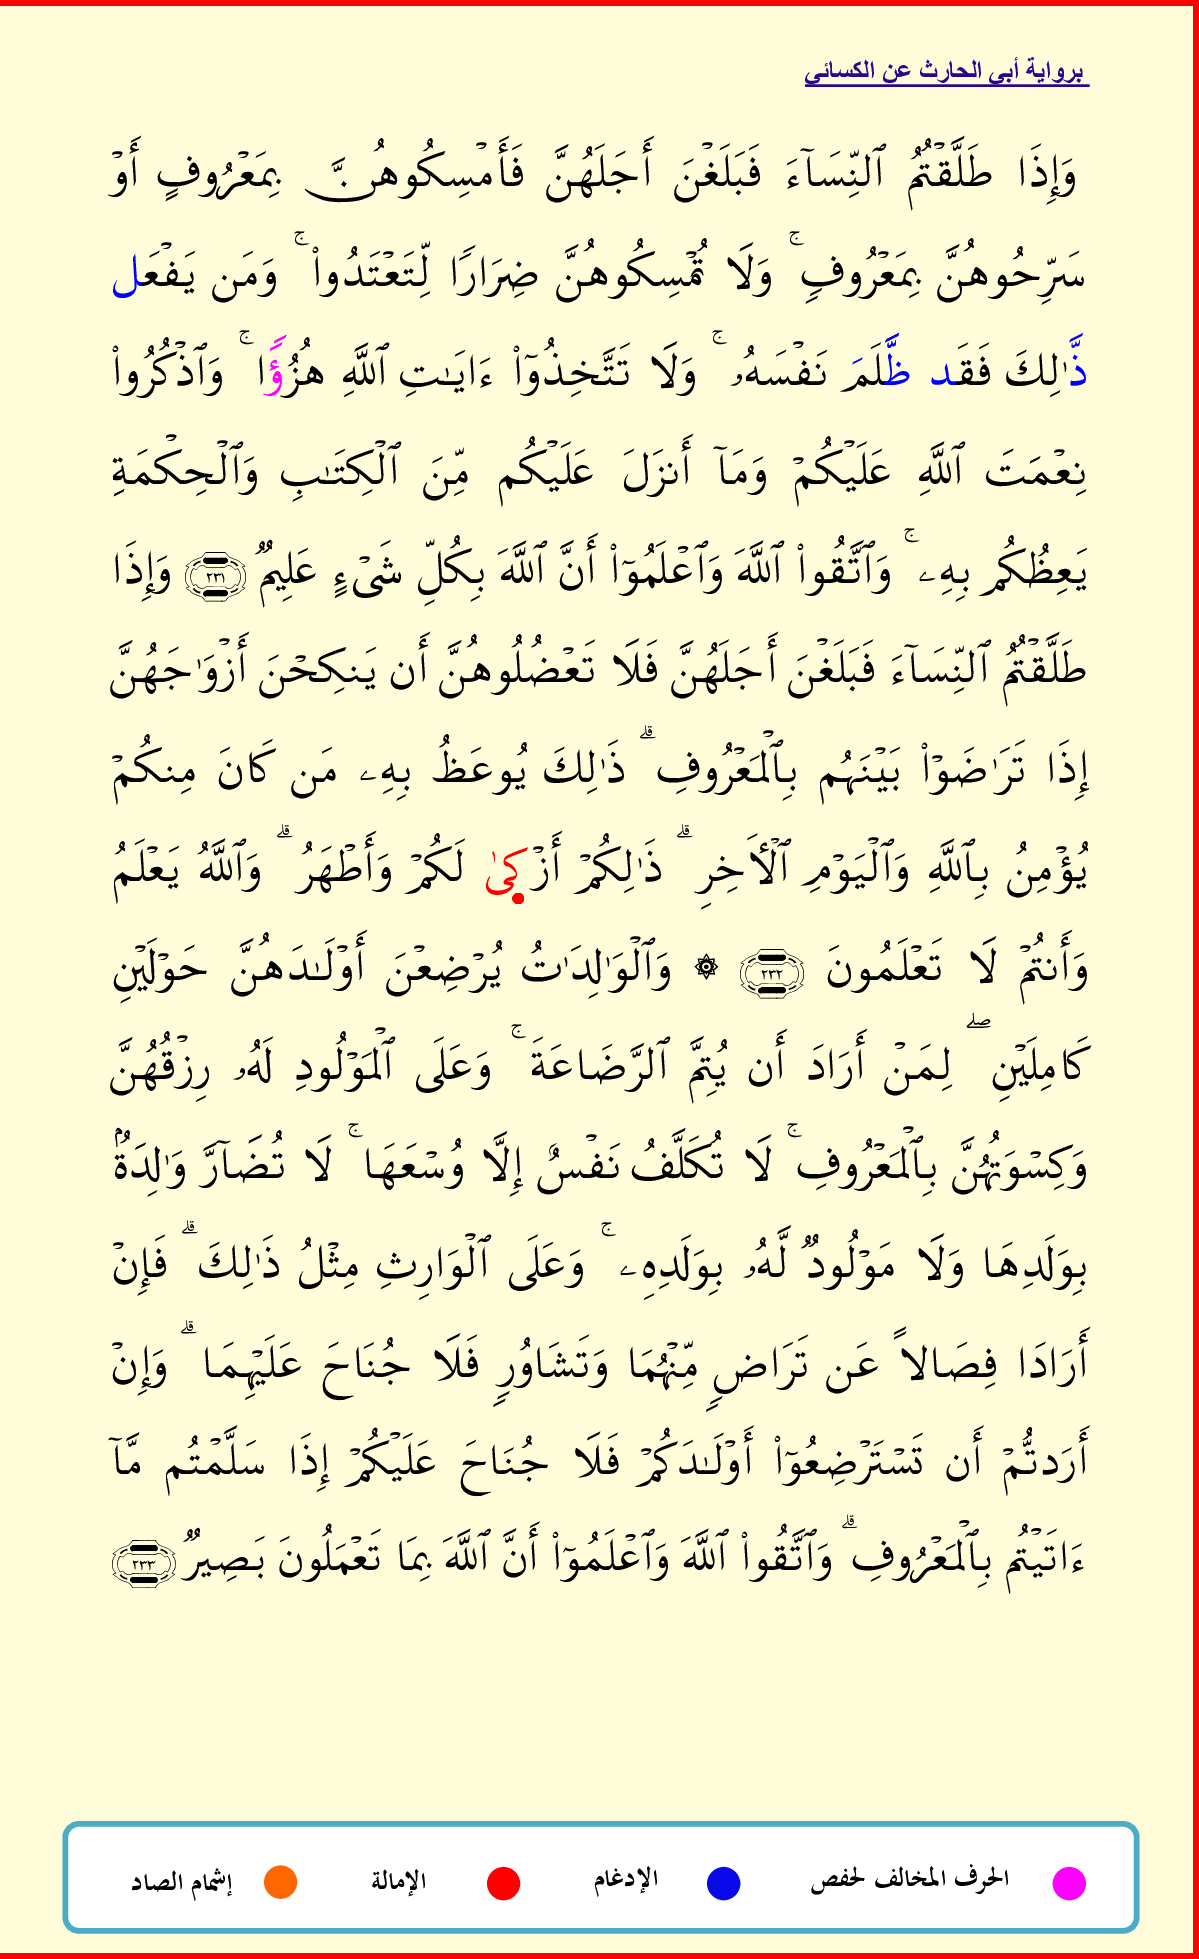 برواية أبي الحارث عن الكسائي
وَإِذَا طَلَّقۡتُمُ ٱلنِّسَآءَ فَبَلَغۡنَ أَجَلَهُنَّ فَأَمۡسِكُوهُنَّ بِمَعۡرُوفٍ أَوۡ
سَرِّحُوهُنَّ بِمَعۡرُوفٖۚ وَلَا تُمۡسِكُوهُنَّ ضِرَارٗا لِّتَعۡتَدُواْۚ وَمَن يَفۡعَل
ذَّٰلِكَ فَقَد ظَّلَمَ نَفۡسَهُۥۚ وَلَا تَتَّخِذُوٓاْ ءَايَٰتِ ٱللَّهِ هُزُؤٗاۚ وَٱذۡكُرُواْ
نِعۡمَتَ ٱللَّهِ عَلَيۡكُمۡ وَمَآ أَنزَلَ عَلَيۡكُم مِّنَ ٱلۡكِتَٰبِ وَٱلۡحِكۡمَةِ
يَعِظُكُم بِهِۦۚ وَٱتَّقُواْ ٱللَّهَ وَٱعۡلَمُوٓاْ أَنَّ ٱللَّهَ بِكُلِّ شَيۡءٍ عَلِيمٞ ٢٣١ وَإِذَا
طَلَّقۡتُمُ ٱلنِّسَآءَ فَبَلَغۡنَ أَجَلَهُنَّ فَلَا تَعۡضُلُوهُنَّ أَن يَنكِحۡنَ أَزۡوَٰجَهُنَّ
إِذَا تَرَٰضَوۡاْ بَيۡنَهُم بِٱلۡمَعۡرُوفِۗ ذَٰلِكَ يُوعَظُ بِهِۦ مَن كَانَ مِنكُمۡ
يُؤۡمِنُ بِٱللَّهِ وَٱلۡيَوۡمِ ٱلۡأَخِرِۗ ذَٰلِكُمۡ أَزۡكَىٰ لَكُمۡ وَأَطۡهَرُۗ وَٱللَّهُ يَعۡلَمُ
وَأَنتُمۡ لَا تَعۡلَمُونَ ٢٣٢ ۞ وَٱلۡوَٰلِدَٰتُ يُرۡضِعۡنَ أَوۡلَٰدَهُنَّ حَوۡلَيۡنِ
كَامِلَيۡنِۖ لِمَنۡ أَرَادَ أَن يُتِمَّ ٱلرَّضَاعَةَۚ وَعَلَى ٱلۡمَوۡلُودِ لَهُۥ رِزۡقُهُنَّ
وَكِسۡوَتُهُنَّ بِٱلۡمَعۡرُوفِۚ لَا تُكَلَّفُ نَفۡسٌ إِلَّا وُسۡعَهَاۚ لَا تُضَآرَّ وَٰلِدَةُۢ
بِوَلَدِهَا وَلَا مَوۡلُودٞ لَّهُۥ بِوَلَدِهِۦۚ وَعَلَى ٱلۡوَارِثِ مِثۡلُ ذَٰلِكَۗ فَإِنۡ
أَرَادَا فِصَالًا عَن تَرَاضٖ مِّنۡهُمَا وَتَشَاوُرٖ فَلَا جُنَاحَ عَلَيۡهِمَاۗ وَإِنۡ
أَرَدتُّمۡ أَن تَسۡتَرۡضِعُوٓاْ أَوۡلَٰدَكُمۡ فَلَا جُنَاحَ عَلَيۡكُمۡ إِذَا سَلَّمۡتُم مَّآ
ءَاتَيۡتُم بِٱلۡمَعۡرُوفِۗ وَٱتَّقُواْ ٱللَّهَ وَٱعۡلَمُوٓاْ أَنَّ ٱللَّهَ بِمَا تَعۡمَلُونَ بَصِيرٞ ٢٣٣
الحرف المخالف لحفص الإدغام الإمالة إشمام الصاد